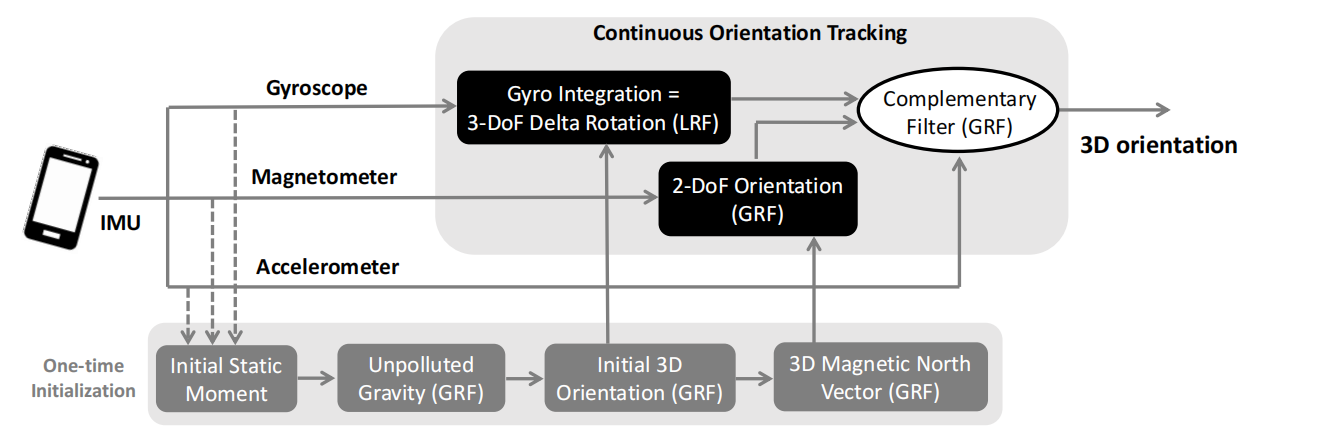 Continuous Orientation Tracking
Gyroscope
Gyro Integration =
3-DoF Delta Rotation (LRF)
Complementary
Filter (GRF)
3D orientation
Magnetometer
2-DoF Orientation
(GRF)
IMU
Accelerometer
One-time
Initialization
Initial Static
Moment
Unpolluted
Gravity (GRF)
Initial 3D
Orientation (GRF)
3D Magnetic North
Vector (GRF)